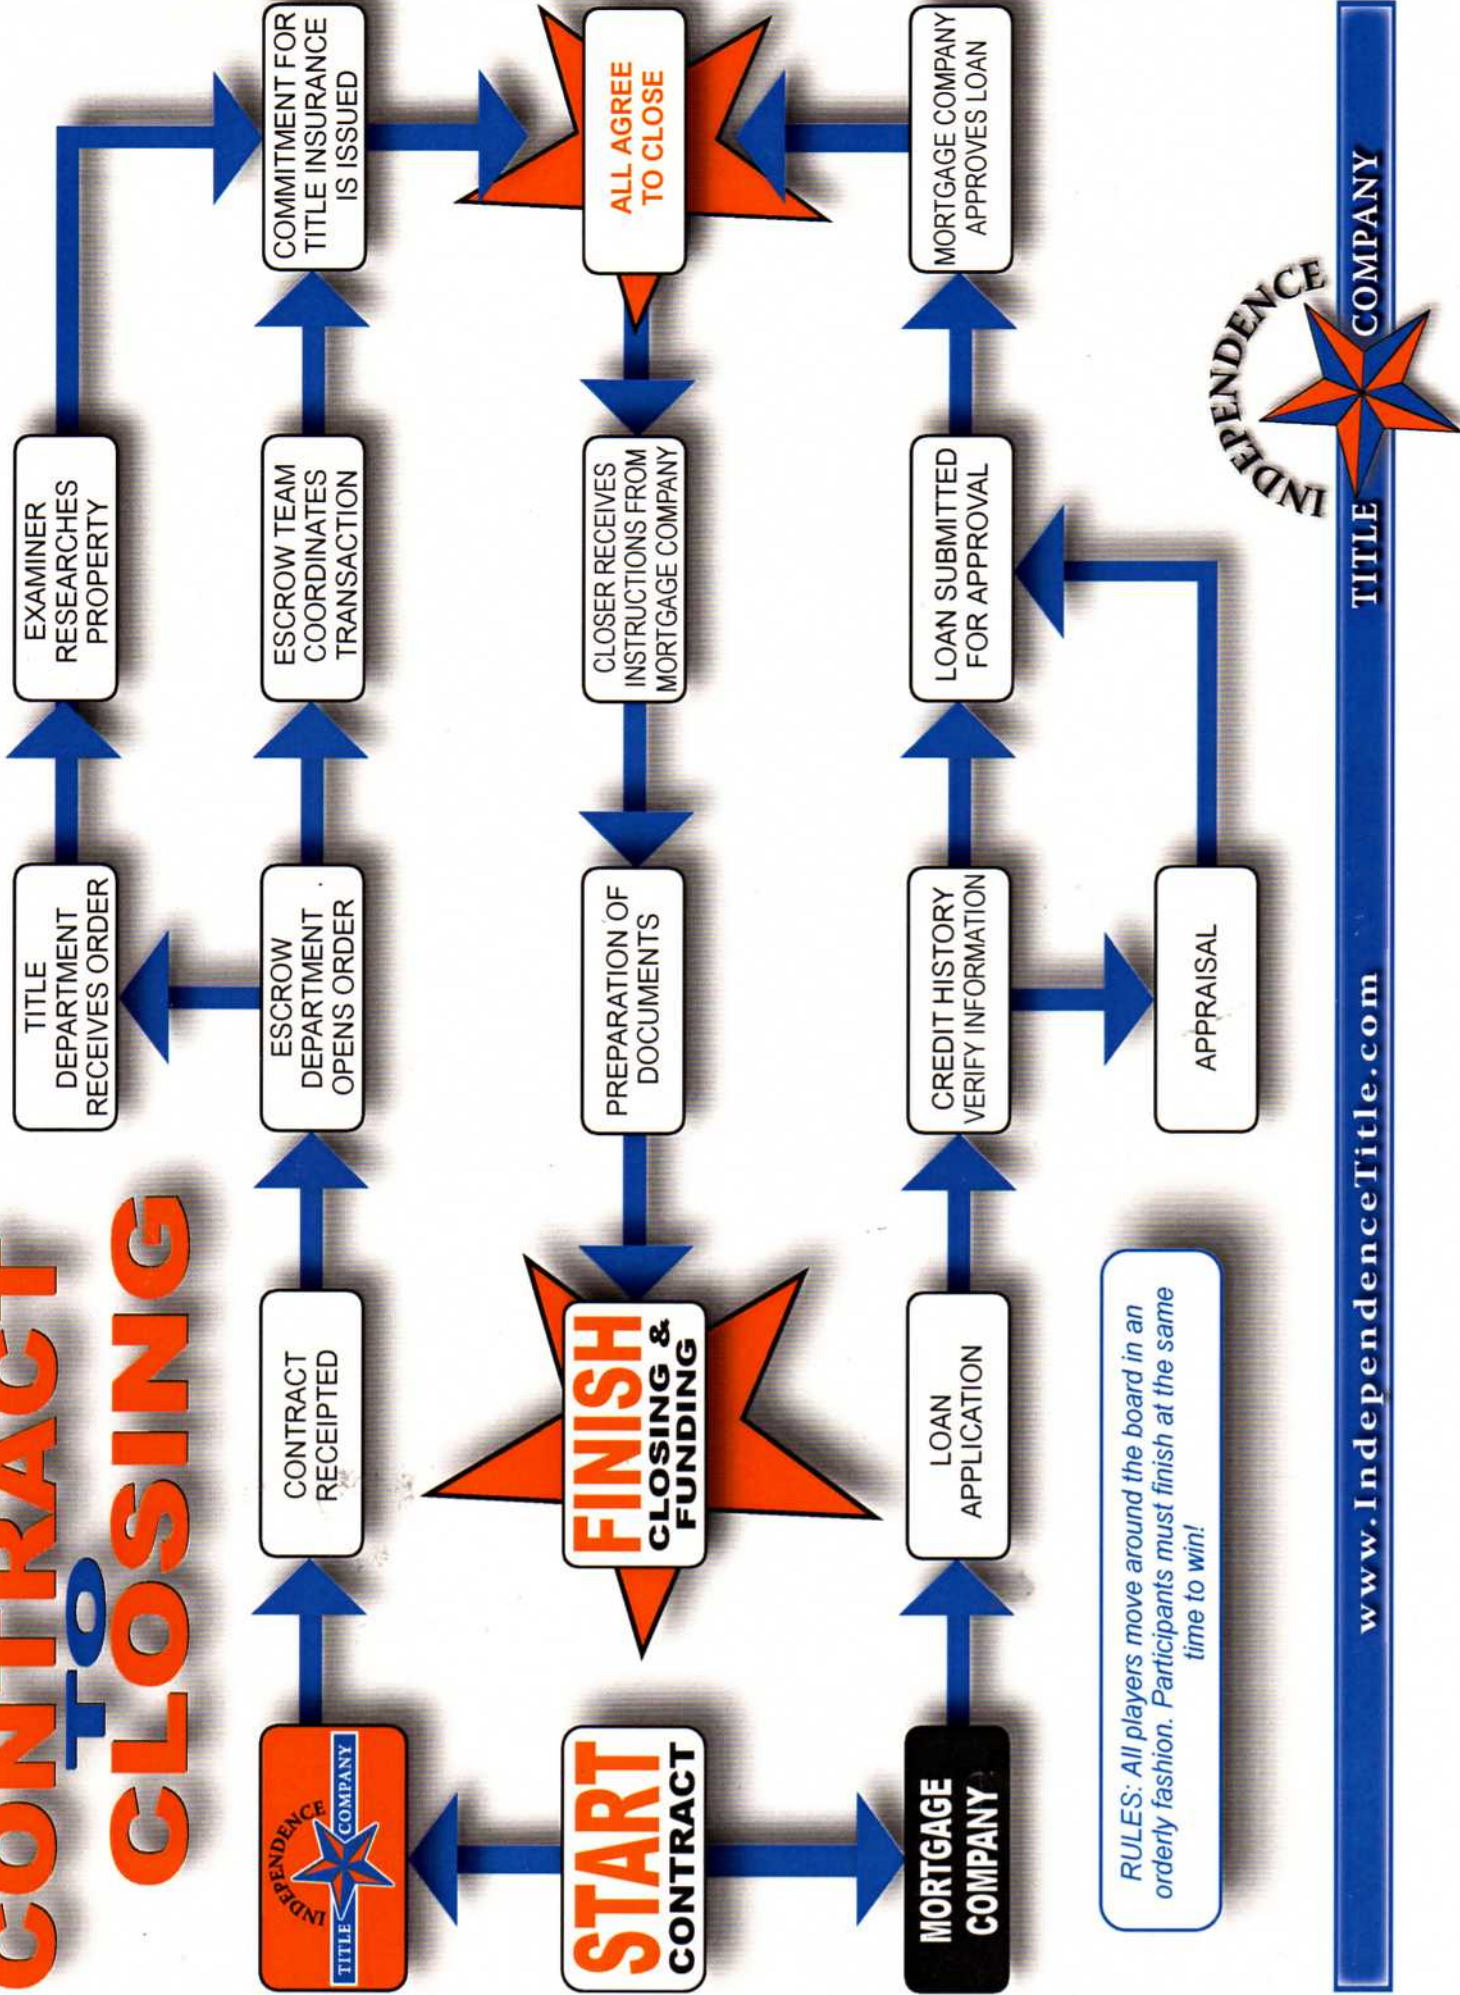 CONTRACT
TO
CLOSING
TITLE
DEPARTMENT
RECEIVES ORDER
EXAMINER
RESEARCHES
PROPERTY
INDEPENDENCE
TITLE COMPANY
CONTRACT
RECEIPTED
ESCROW
DEPARTMENT
OPENS ORDER
ESCROW TEAM
COORDINATES
TRANSACTION
COMMITMENT FOR
TITLE INSURANCE
IS ISSUED
START
CONTRACT
FINISH
CLOSING &
FUNDING
PREPARATION OF
DOCUMENTS
CLOSER RECEIVES
INSTRUCTIONS FROM
MORTGAGE COMPANY
ALL AGREE
TO CLOSE
MORTGAGE
COMPANY
LOAN
APPLICATION
CREDIT HISTORY
VERIFY INFORMATION
LOAN SUBMITTED
FOR APPROVAL
MORTGAGE COMPANY
APPROVES LOAN
RULES: All players move around the board in an
orderly fashion. Participants must finish at the same
time to win!
APPRAISAL
INDEPENDENCE
www.IndependenceTitle.com
TITLE COMPANY